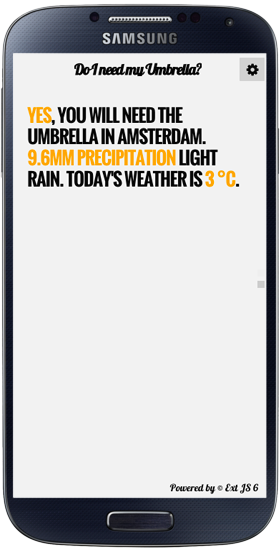 SAMSUNG
Do I need my Umbrella?
YES, YOU WILL NEED THE
UMBRELLA IN AMSTERDAM.
9.6MM PRECIPITATION LIGHT
RAIN. TODAY'S WEATHER IS 3 °C.
Powered by © Ext JS 6